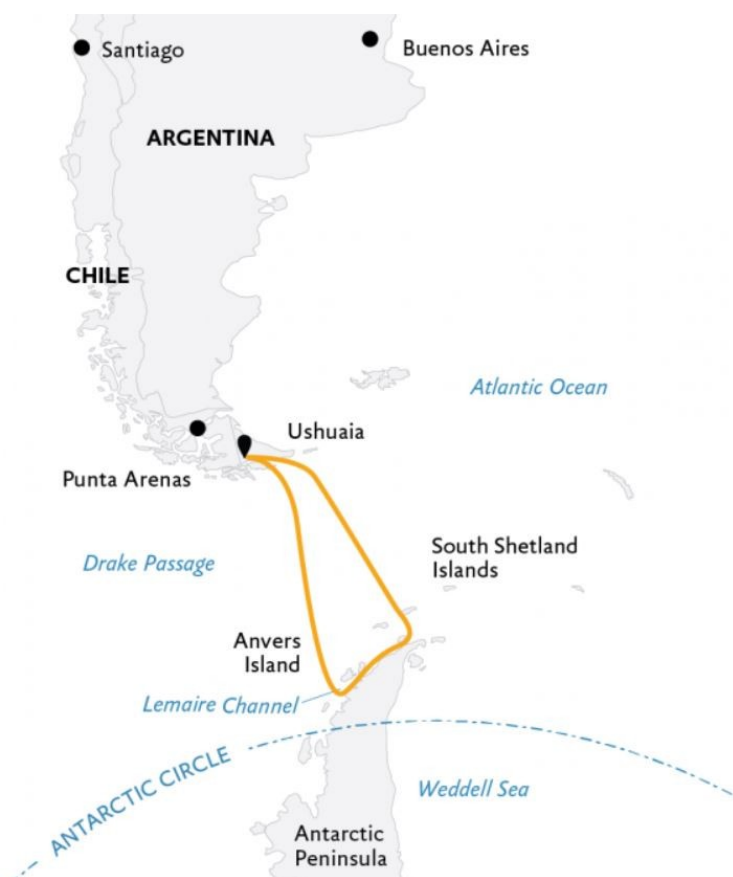 Santiago
Buenos Aires
ARGENTINA
CHILE
Atlantic Ocean
Ushuaia
Punta Arenas
South Shetland
Islands
Drake Passage
Anvers
Island
Lemaire Channel
ANTARCTIC CIRCLE
Weddell Sea
Antarctic
Peninsula